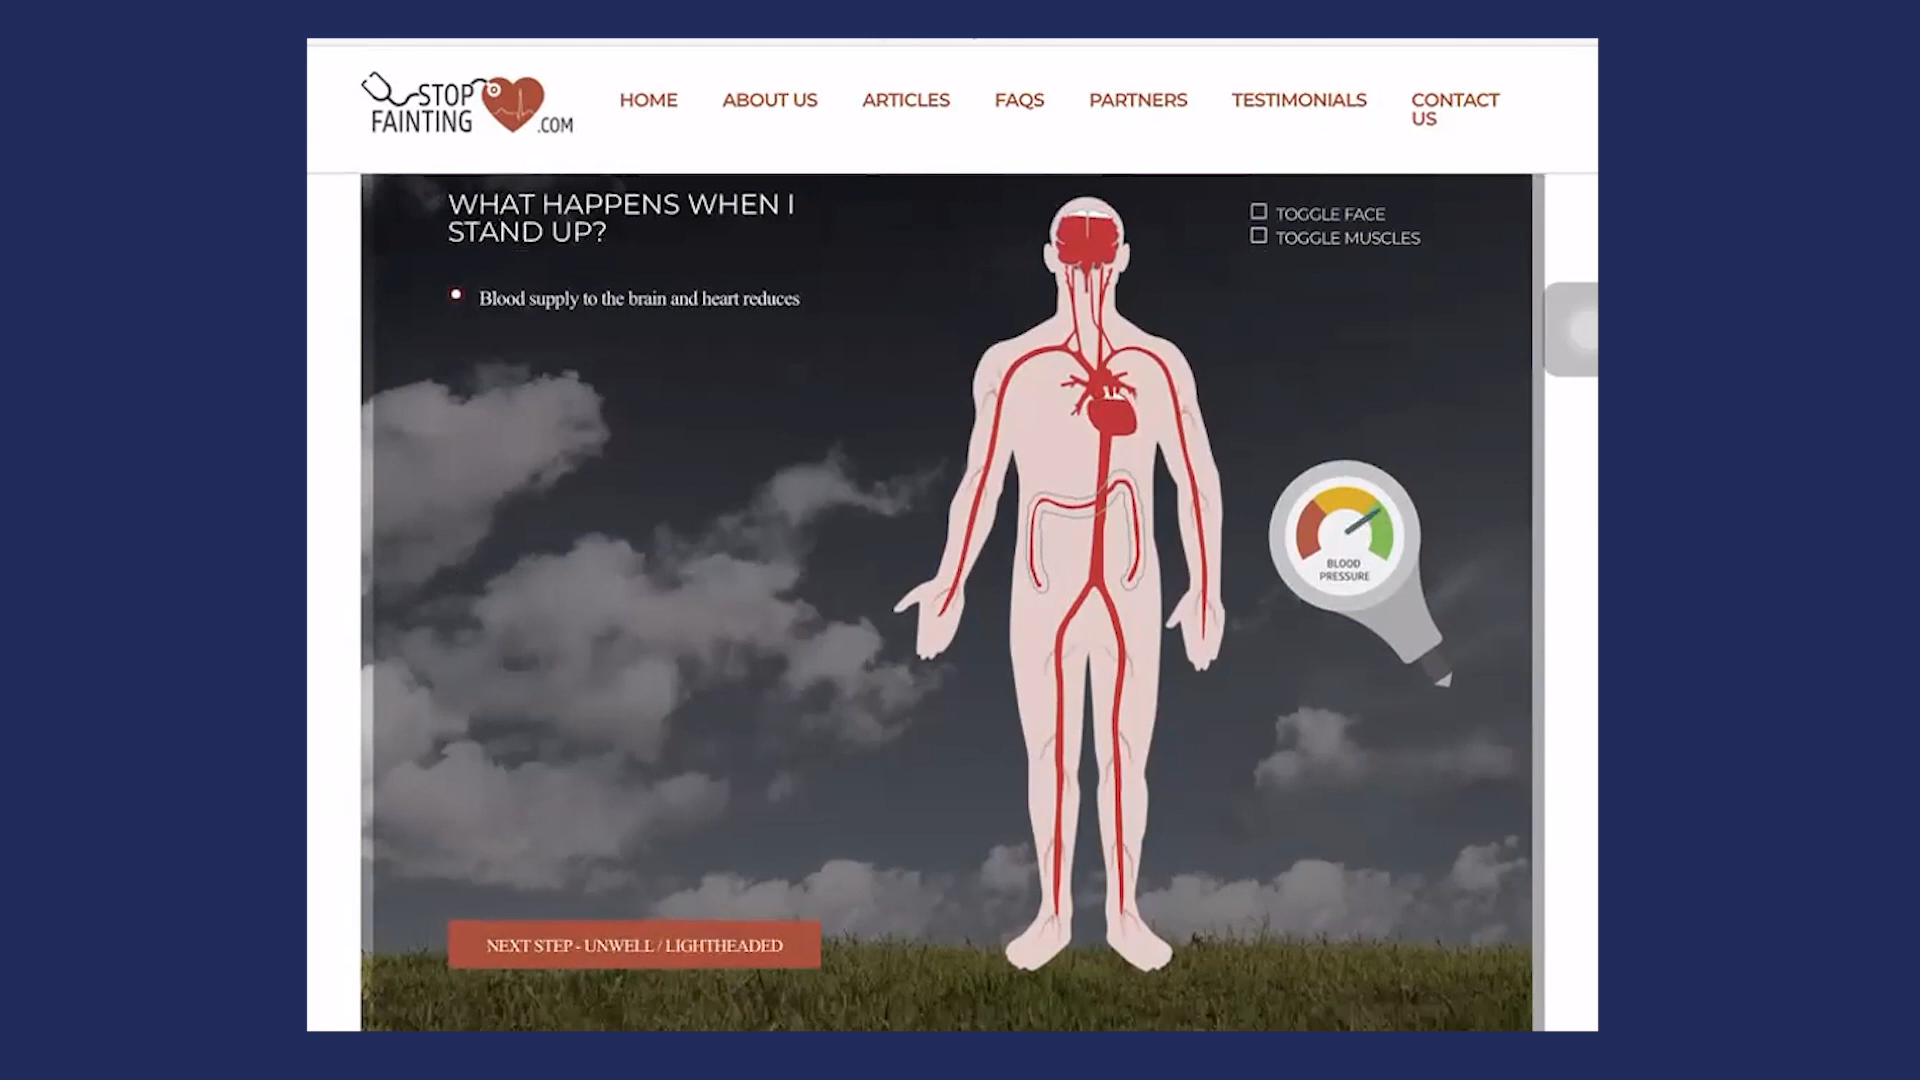 STOP
FAINTING .COM
HOME ABOUT US ARTICLES FAQS PARTNERS TESTIMONIALS CONTACT
US
WHAT HAPPENS WHEN I
STAND UP?
Blood supply to the brain and heart reduces
TOGGLE FACE
TOGGLE MUSCLES
BLOOD
PRESSURE
NEXT STEP - UNWELL / LIGHTHEADED